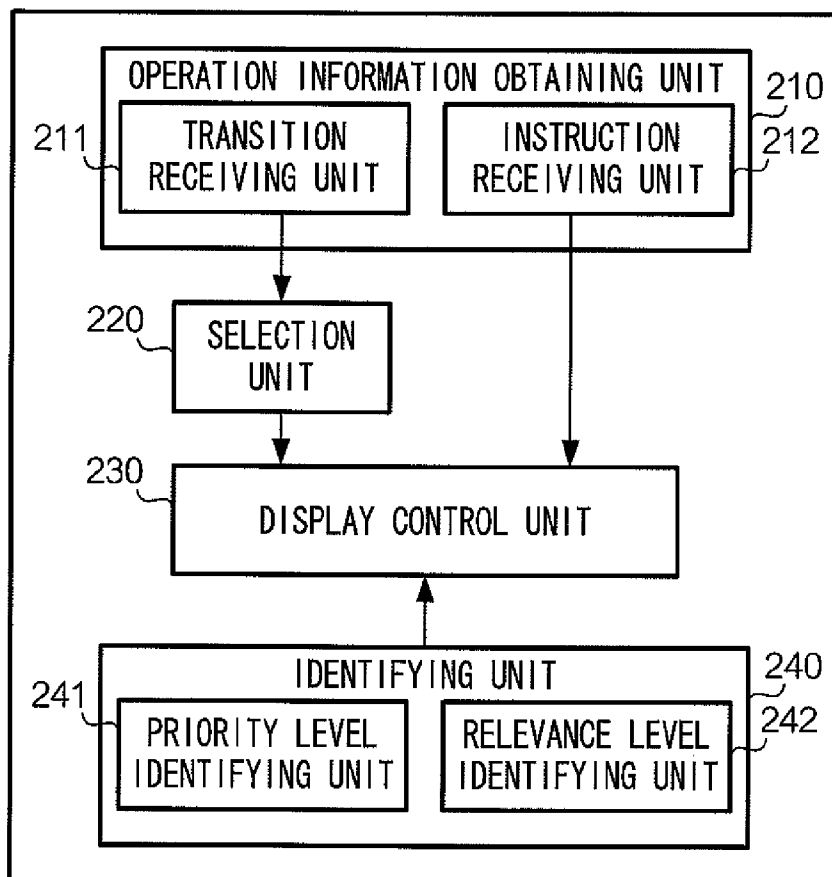 OPERATION INFORMATION OBTAINING UNIT
210
211
TRANSITION
RECEIVING UNIT
INSTRUCTION
RECEIVING UNIT
212
220
SELECTION
UNIT
230
DISPLAY CONTROL UNIT
IDENTIFYING UNIT
240
241
PRIORITY LEVEL
IDENTIFYING UNIT
RELEVANCE LEVEL
IDENTIFYING UNIT
242